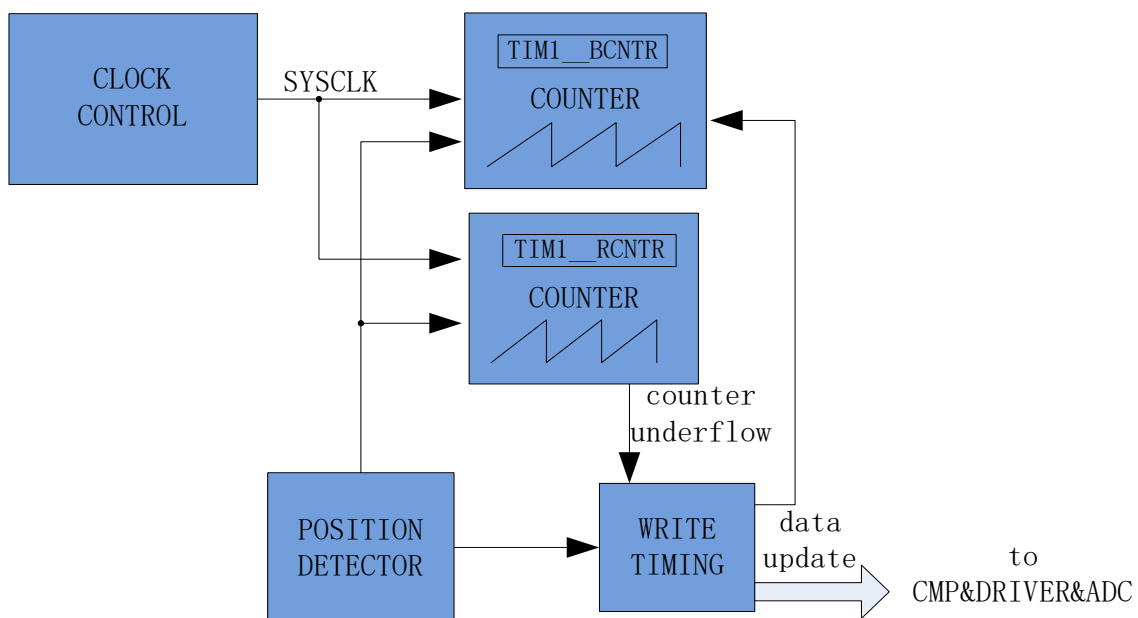 CLOCK
CONTROL
SYSCLK
TIM1__BCNTR
COUNTER
TIM1__RCNTR
COUNTER
counter
underflow
POSITION
DETECTOR
WRITE
TIMING
data
update
to
CMP&DRIVER&ADC